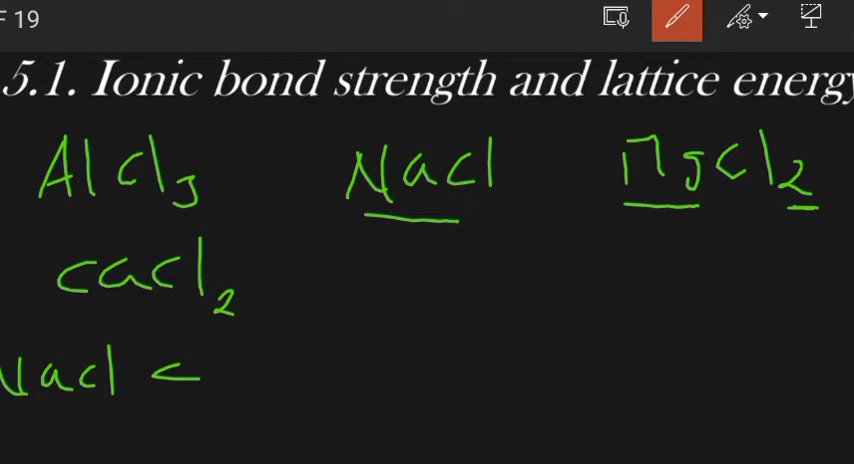 F 19
5.1. Ionic bond strength and lattice energy
AlCl3 NaCl MgCl2
CaCl2
NaCl <